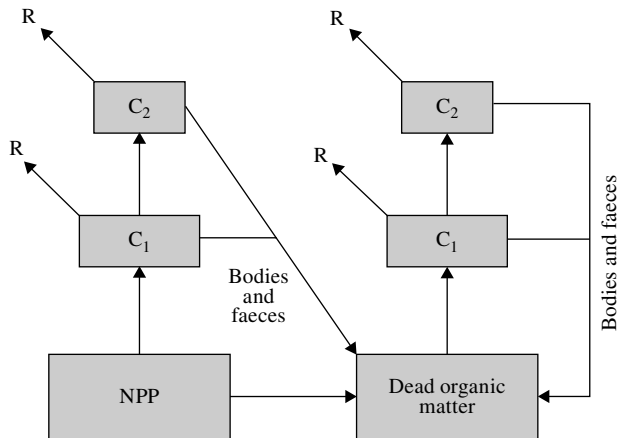 R
R
C₂
C₂
R
R
C₁
C₁
Bodies
and
faeces
Bodies and faeces
NPP
Dead organic
matter